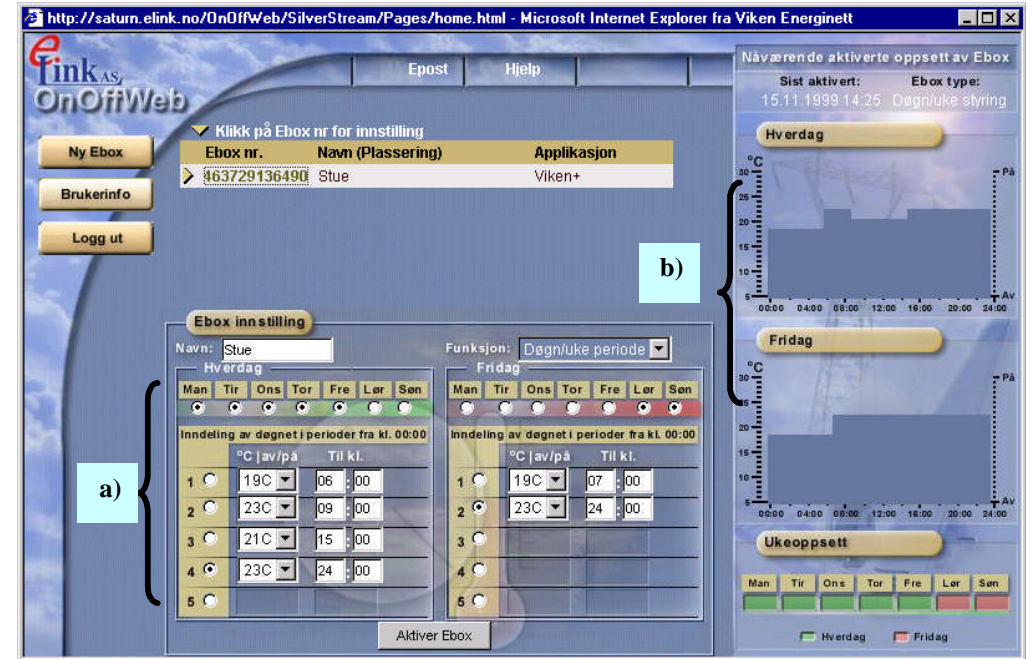 http://saturn.elink.no/OnOffWeb/SilverStream/Pages/home.html - Microsoft Internet Explorer fra Viken Energinett
eLink AS,
OnOffWeb
Epost Hjelp
Ny Ebox
Brukerinfo
Logg ut
Klikk på Ebox nr for innstilling
Ebox nr. Navn (Plassering) Applikasjon
463729136490 Stue Viken+
a)
b)
Ebox innstilling
Navn: Stue Funksjon: Døgn/uke periode
Hverdag
Man Tir Ons Tor Fre Lør Søn
Inndeling av døgnet i perioder fra kl. 00:00
°C |av/på Til kl.
1 19C 06 : 00
2 23C 09 : 00
3 21C 15 : 00
4 23C 24 : 00
5
Fridag
Man Tir Ons Tor Fre Lør Søn
Inndeling av døgnet i perioder fra kl. 00:00
°C |av/på Til kl.
1 19C 07 : 00
2 23C 24 : 00
3
4
5
Aktiver Ebox
Nåværende aktiverte oppsett av Ebox
Sist aktivert: Ebox type:
15.11.1999 14:25 Døgn/uke styring
Hverdag
°C
30 På
25
20
15
10
5 Av
00:00 04:00 08:00 12:00 16:00 20:00 24:00
Fridag
°C
30 På
25
20
15
10
5 Av
00:00 04:00 08:00 12:00 16:00 20:00 24:00
Ukeoppsett
Man Tir Ons Tor Fre Lør Søn
Hverdag Fridag